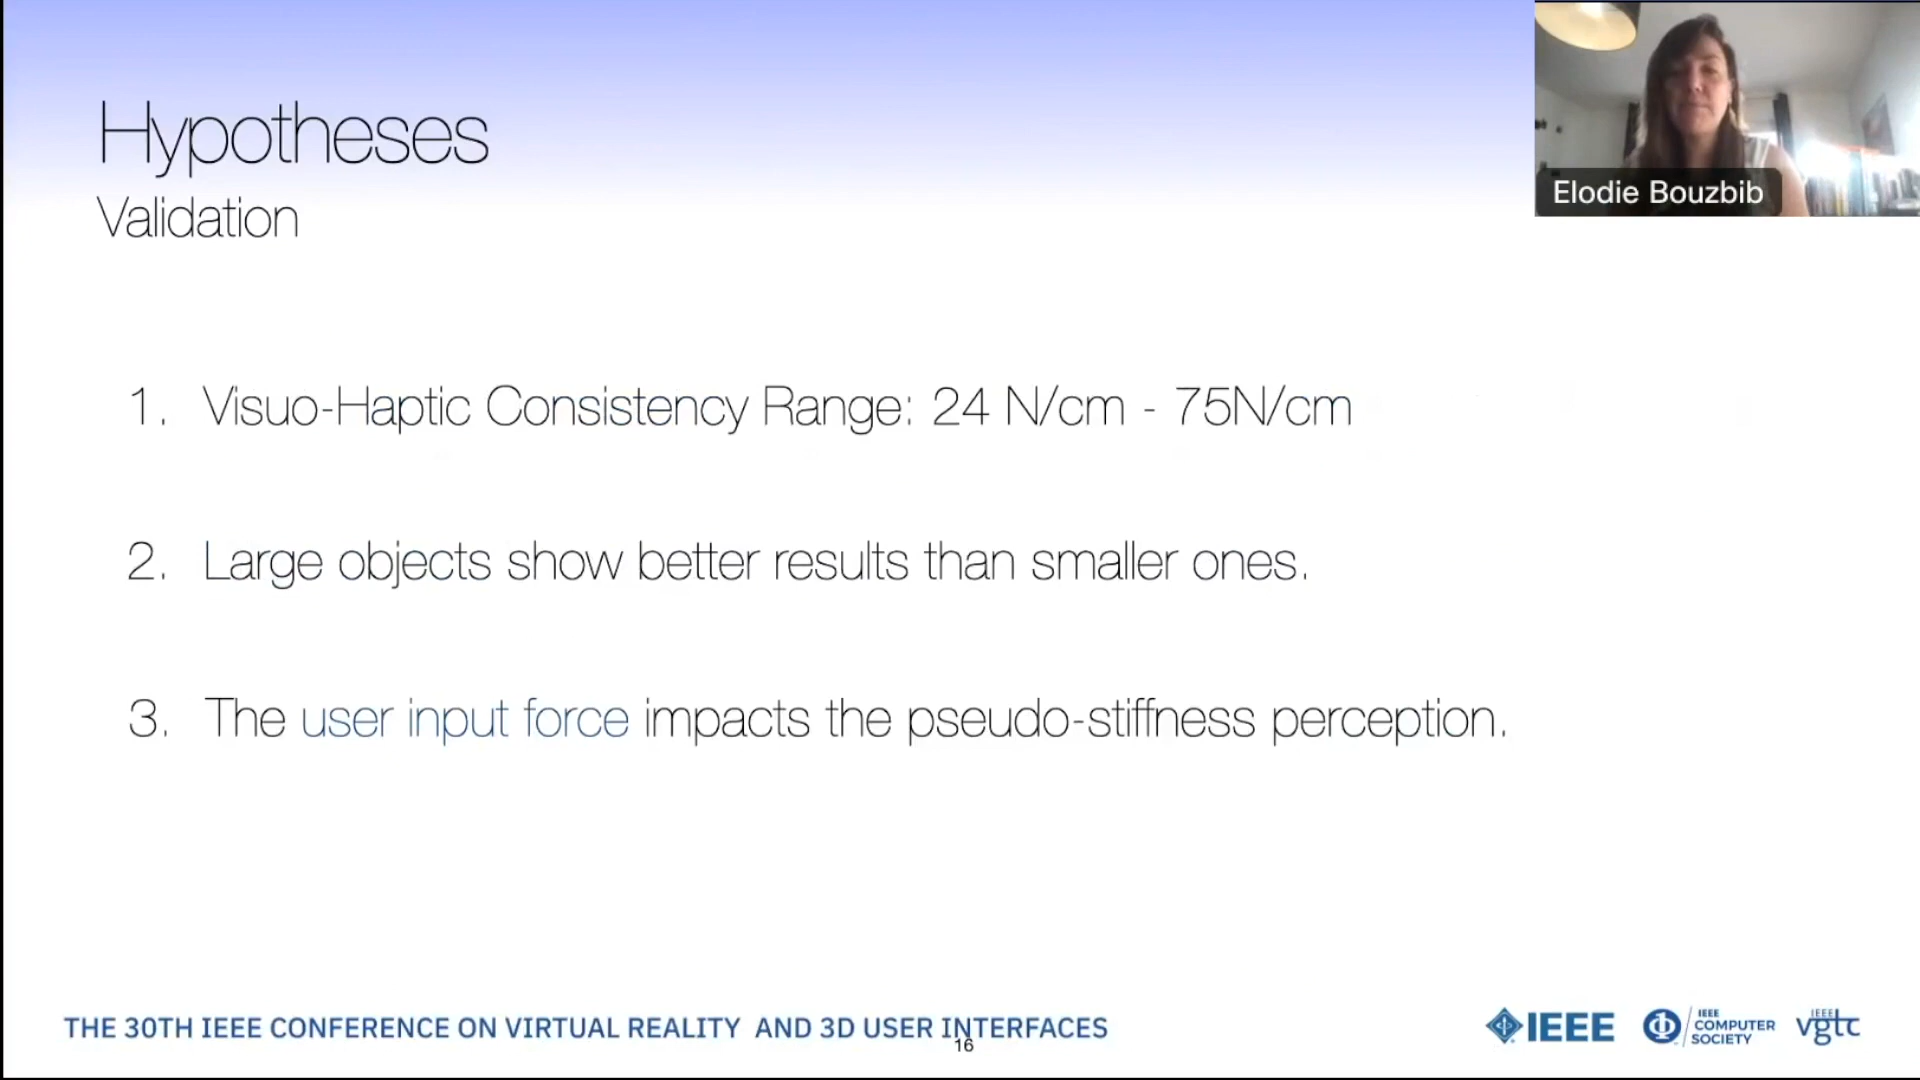 Hypotheses
Validation
Elodie Bouzbib
1. Visuo-Haptic Consistency Range: 24 N/cm - 75N/cm
2. Large objects show better results than smaller ones.
3. The user input force impacts the pseudo-stiffness perception.
THE 30TH IEEE CONFERENCE ON VIRTUAL REALITY AND 3D USER INTERFACES
16
IEEE
IEEE
COMPUTER
SOCIETY
IEEE
vgtc